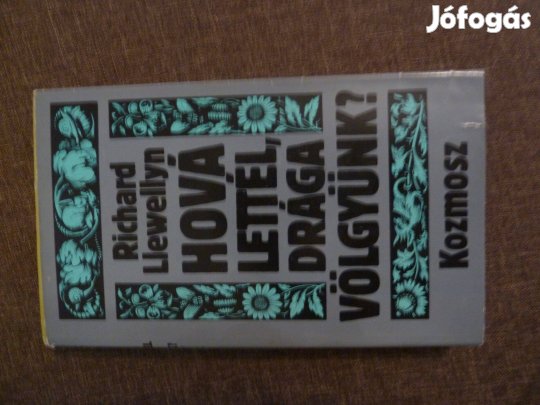 Jófogás
Richard
Llewellyn
HOVÁ
LETTÉL,
DRÁGA
VÖLGYÜNK?
Kozmosz